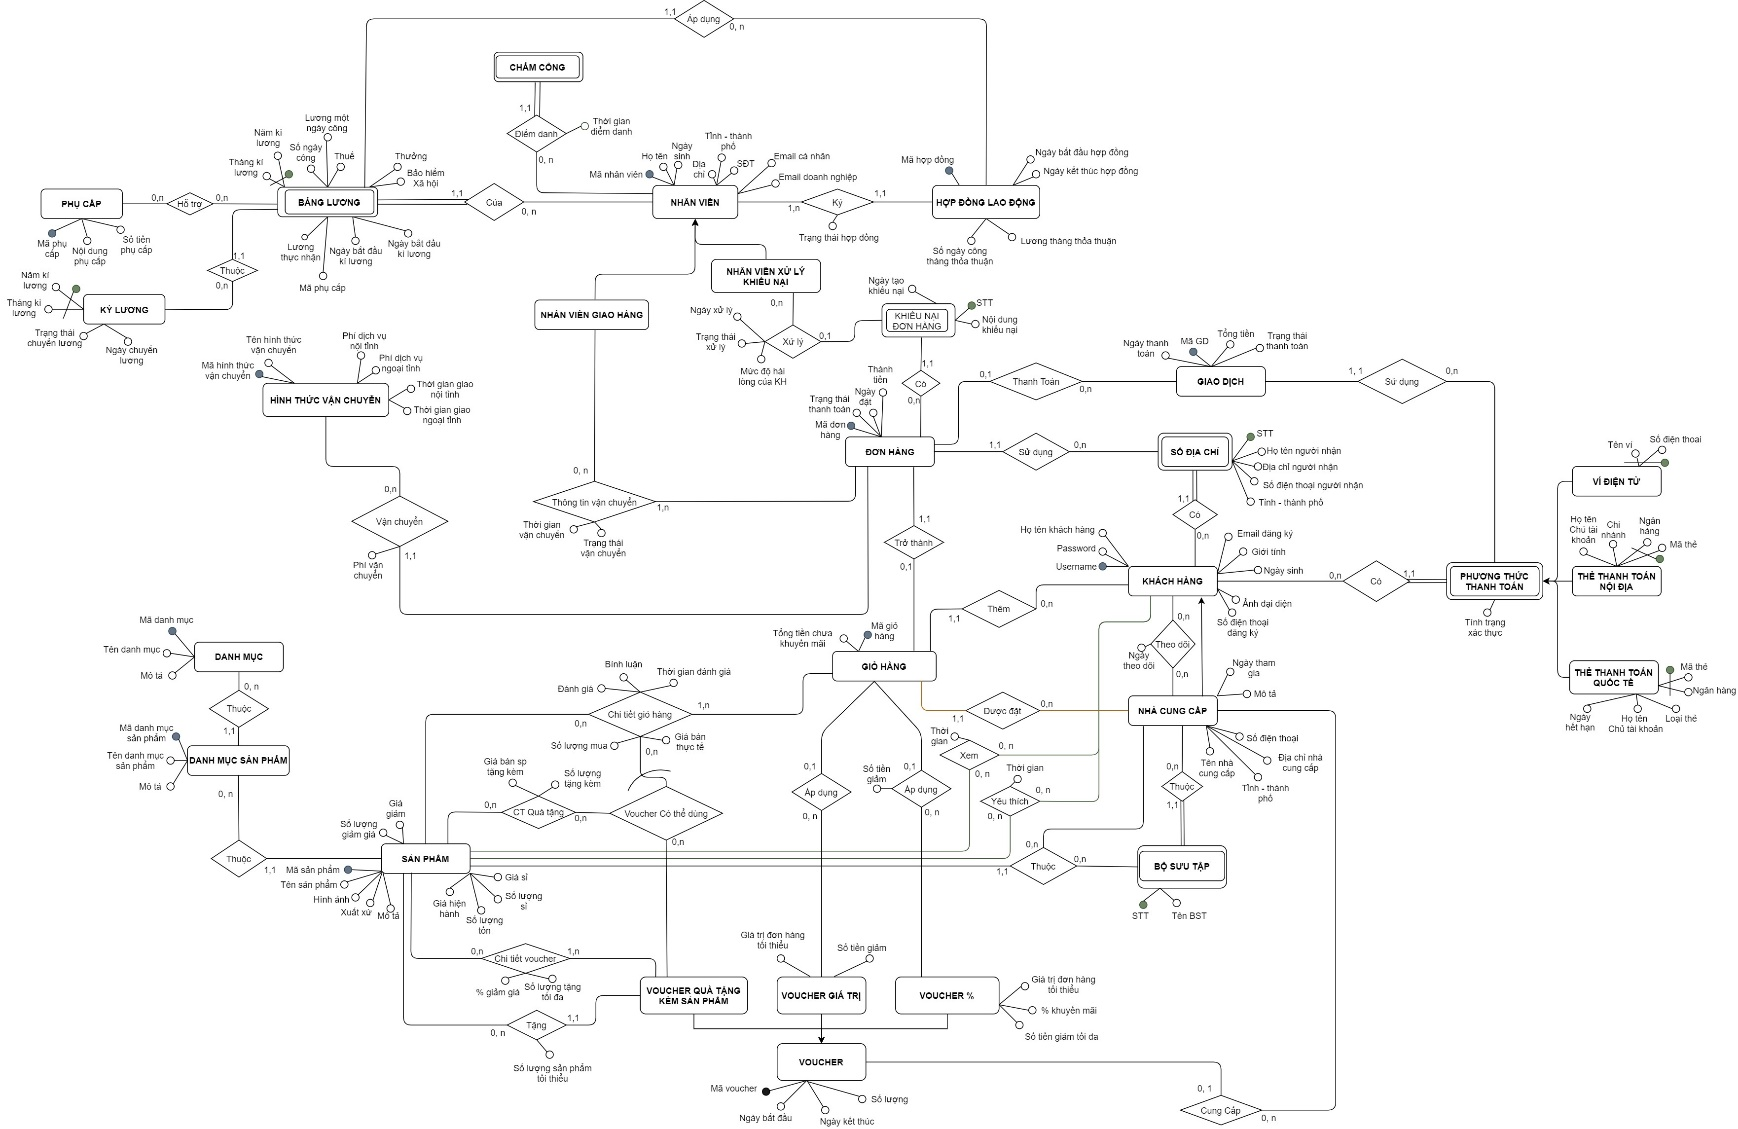 1,1
Áp dụng
0, n
CHẤM CÔNG
1,1
Điểm danh
Thời gian
điểm danh
0, n
Lương một
ngày công
Năm kì
lương
Số ngày
công
Thuế
Tháng kì
lương
Thưởng
Bảo hiểm
Xã hội
PHỤ CẤP
0,n
Hỗ trợ
0,n
BẢNG LƯƠNG
1,1
Của
0, n
Mã phụ
cấp
Nội dung
phụ cấp
Số tiền
phụ cấp
Lương
thực nhận
Ngày bắt đầu
kì lương
Ngày bắt đầu
kì lương
Mã phụ cấp
1,1
Thuộc
0,n
Năm kí
lương
Tháng kí
lương
KỲ LƯƠNG
Trạng thái
chuyển lương
Ngày chuyển
lương
Họ tên
Ngày
sinh
Tỉnh - thành
phố
Địa
chỉ
SĐT
Email cá nhân
Mã nhân viên
Email doanh nghiệp
NHÂN VIÊN
1,n
Ký
1,1
Trạng thái hợp đồng
Mã hợp đồng
Ngày bắt đầu hợp đồng
Ngày kết thúc hợp đồng
HỢP ĐỒNG LAO ĐỘNG
Số ngày công
tháng thỏa thuận
Lương tháng thỏa thuận
NHÂN VIÊN XỬ LÝ
KHIẾU NẠI
NHÂN VIÊN GIAO HÀNG
0,n
Ngày xử lý
Trạng thái
xử lý
Xử lý
0,1
Mức độ hài
lòng của KH
Ngày tạo
khiếu nại
STT
KHIẾU NẠI
ĐƠN HÀNG
Nội dung
khiếu nại
1,1
Có
0,n
Tên hình thức
vận chuyển
Phí dịch vụ
nội tỉnh
Mã hình thức
vận chuyển
Phí dịch vụ
ngoại tỉnh
HÌNH THỨC VẬN CHUYỂN
Thời gian giao
nội tỉnh
Thời gian giao
ngoại tỉnh
0,n
Vận chuyển
1,1
Phí vận
chuyển
0, n
Thông tin vận chuyển
1,n
Thời gian
vận chuyển
Trạng thái
vận chuyển
Thành
tiền
Ngày
đặt
Trạng thái
thanh toán
Mã đơn
hàng
ĐƠN HÀNG
0,1
Thanh Toán
0,n
Ngày thanh
toán
Mã GD
Tổng tiền
Trạng thái
thanh toán
GIAO DỊCH
1, 1
Sử dụng
0,n
1,1
Sử dụng
0,n
SỔ ĐỊA CHỈ
STT
Họ tên người nhận
Địa chỉ người nhận
Số điện thoại người nhận
Tỉnh - thành phố
1,1
Có
0,n
1,1
Trở thành
0,1
Họ tên khách hàng
Password
Username
KHÁCH HÀNG
Email đăng ký
Giới tính
Ngày sinh
Ảnh đại diện
Số điện thoại
đăng ký
0,n
Có
1,1
PHƯƠNG THỨC
THANH TOÁN
Tình trạng
xác thực
Tên ví
Số điện thoại
VÍ ĐIỆN TỬ
Họ tên
Chủ tài
khoản
Chi
nhánh
Ngân
hàng
Mã thẻ
THẺ THANH TOÁN
NỘI ĐỊA
THẺ THANH TOÁN
QUỐC TẾ
Mã thẻ
Ngân hàng
Ngày
hết hạn
Họ tên
Chủ tài khoản
Loại thẻ
Thêm
0,n
1,1
0,n
Theo dõi
Ngày
theo dõi
0,n
Tổng tiền chưa
khuyến mãi
Mã giỏ
hàng
GIỎ HÀNG
1,1
Được đặt
0,n
NHÀ CUNG CẤP
Ngày tham
gia
Mô tả
Số điện thoại
Địa chỉ nhà
cung cấp
Tên nhà
cung cấp
Tỉnh - thành
phố
Mã danh mục
Tên danh mục
Mô tả
DANH MỤC
0, n
Thuộc
1,1
Mã danh mục
sản phẩm
Tên danh mục
sản phẩm
Mô tả
DANH MỤC SẢN PHẨM
0, n
Thuộc
1,1
Bình luận
Thời gian đánh giá
Đánh giá
0,n
Chi tiết giỏ hàng
1,n
Số lượng mua
Giá bán
thực tế
0,n
Giá bán sp
tặng kèm
Số lượng
tặng kèm
0,n
CT Quà tặng
0,n
Voucher Có thể dùng
0,n
Giá
giảm
Số lượng
giảm giá
SẢN PHẨM
Mã sản phẩm
Tên sản phẩm
Hình ảnh
Xuất xứ
Mô tả
Giá hiện
hành
Số lượng
tồn
Giá sỉ
Số lượng
sỉ
Thời
gian
Xem
0, n
0, n
Thời gian
Yêu thích
0, n
0, n
0,1
Áp dụng
0, n
Số tiền
giảm
0,1
Áp dụng
0, n
0,n
Thuộc
1,1
0,n
Thuộc
0,n
1,1
BỘ SƯU TẬP
STT
Tên BST
0,n
Chi tiết voucher
1,n
% giảm giá
Số lượng tặng
tối đa
0, n
Tặng
1,1
Số lượng sản phẩm
tối thiểu
VOUCHER QUÀ TẶNG
KÈM SẢN PHẨM
Giá trị đơn hàng
tối thiểu
Số tiền giảm
VOUCHER GIÁ TRỊ
VOUCHER %
Giá trị đơn hàng
tối thiểu
% khuyến mãi
Số tiền giảm tối đa
VOUCHER
Mã voucher
Ngày bắt đầu
Ngày kết thúc
Số lượng
0, 1
Cung Cấp
0, n